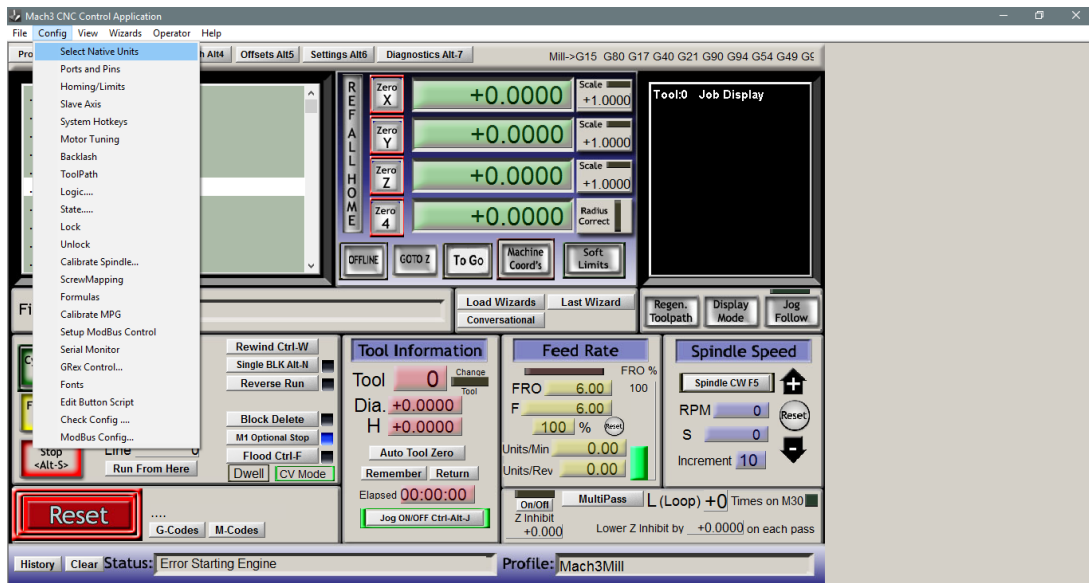 Mach3 CNC Control Application
File Config View Wizards Operator Help
Select Native Units
Ports and Pins
Homing/Limits
Slave Axis
System Hotkeys
Motor Tuning
Backlash
ToolPath
Logic....
State.....
Lock
Unlock
Calibrate Spindle...
ScrewMapping
Formulas
Calibrate MPG
Setup ModBus Control
Serial Monitor
GRex Control...
Fonts
Edit Button Script
Check Config ....
ModBus Config...
Alt4 Offsets Alt5 Settings Alt6 Diagnostics Alt-7 Mill->G15 G80 G17 G40 G21 G90 G94 G54 G49 G9
REF ALL HOME
Zero X +0.0000 Scale +1.0000
Zero Y +0.0000 Scale +1.0000
Zero Z +0.0000 Scale +1.0000
Zero 4 +0.0000 Radius Correct
OFFLINE GOTO Z To Go Machine Coord's Soft Limits
Tool:0 Job Display
Load Wizards Last Wizard
Conversational
Regen. Toolpath Display Mode Jog Follow
Rewind Ctrl-W
Single BLK Alt-N
Reverse Run
Block Delete
M1 Optional Stop
Flood Ctrl-F
Dwell CV Mode
Stop
<Alt-S>
Line 0
Run From Here
Tool Information
Tool 0 Change Tool
Dia. +0.0000
H +0.0000
Auto Tool Zero
Remember Return
Elapsed 00:00:00
Jog ON/OFF Ctrl-Alt-J
Feed Rate
FRO %
FRO 6.00 100
F 6.00
100 % Reset
Units/Min 0.00
Units/Rev 0.00
Spindle Speed
Spindle CW F5
RPM 0 Reset
S 0
Increment 10
Reset
....
G-Codes M-Codes
On/Off MultiPass L (Loop) +0 Times on M30
Z Inhibit
+0.000 Lower Z Inhibit by +0.0000 on each pass
History Clear Status: Error Starting Engine Profile: Mach3Mill